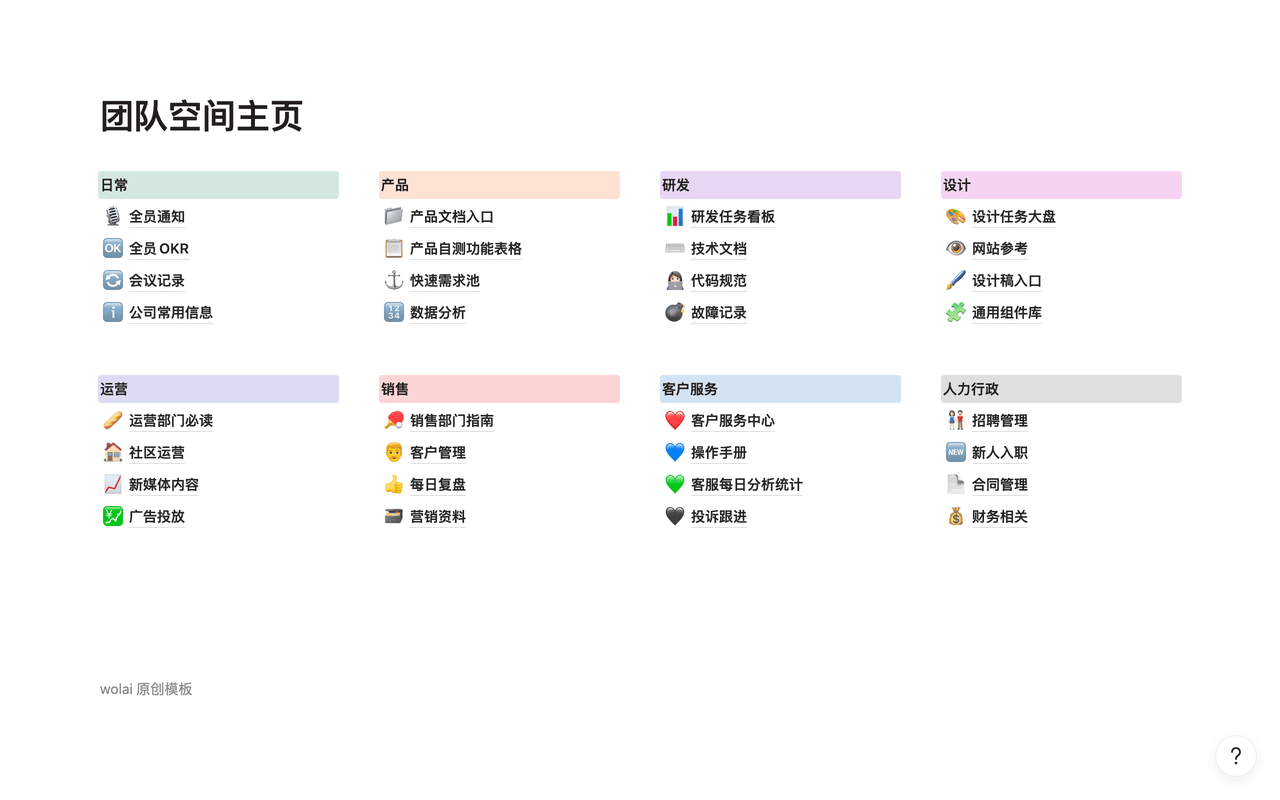 团队空间主页
日常
全员通知
全员 OKR
会议记录
公司常用信息
产品
产品文档入口
产品自测功能表格
快速需求池
数据分析
研发
研发任务看板
技术文档
代码规范
故障记录
设计
设计任务大盘
网站参考
设计稿入口
通用组件库
运营
运营部门必读
社区运营
新媒体内容
广告投放
销售
销售部门指南
客户管理
每日复盘
营销资料
客户服务
客户服务中心
操作手册
客服每日分析统计
投诉跟进
人力行政
招聘管理
新人入职
合同管理
财务相关
wolai 原创模板
?